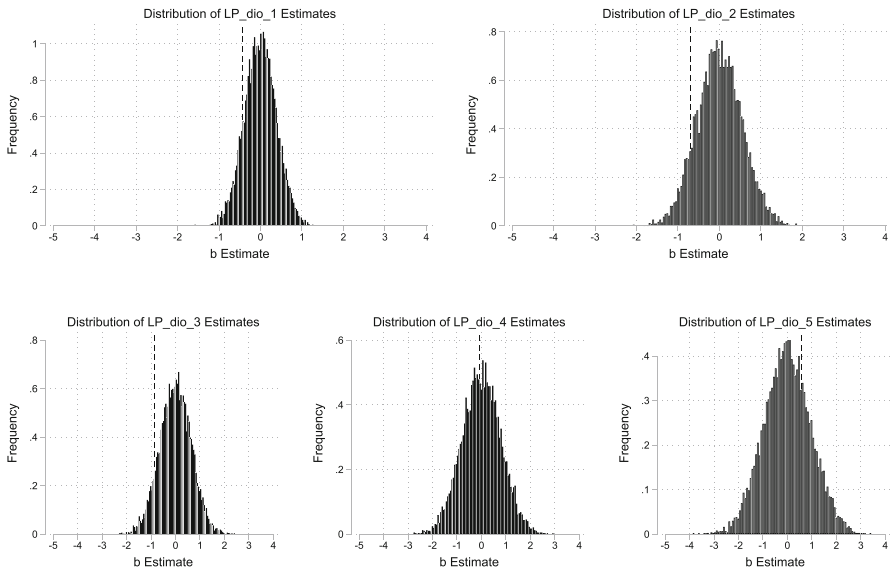 Distribution of LP_dio_1 Estimates
Frequency
1
.8
.6
.4
.2
0
-5 -4 -3 -2 -1 0 1 2 3 4
b Estimate
Distribution of LP_dio_2 Estimates
Frequency
.8
.6
.4
.2
0
-5 -4 -3 -2 -1 0 1 2 3 4
b Estimate
Distribution of LP_dio_3 Estimates
Frequency
.8
.6
.4
.2
0
-5 -4 -3 -2 -1 0 1 2 3 4
b Estimate
Distribution of LP_dio_4 Estimates
Frequency
.6
.4
.2
0
-5 -4 -3 -2 -1 0 1 2 3 4
b Estimate
Distribution of LP_dio_5 Estimates
Frequency
.4
.3
.2
.1
0
-5 -4 -3 -2 -1 0 1 2 3 4
b Estimate